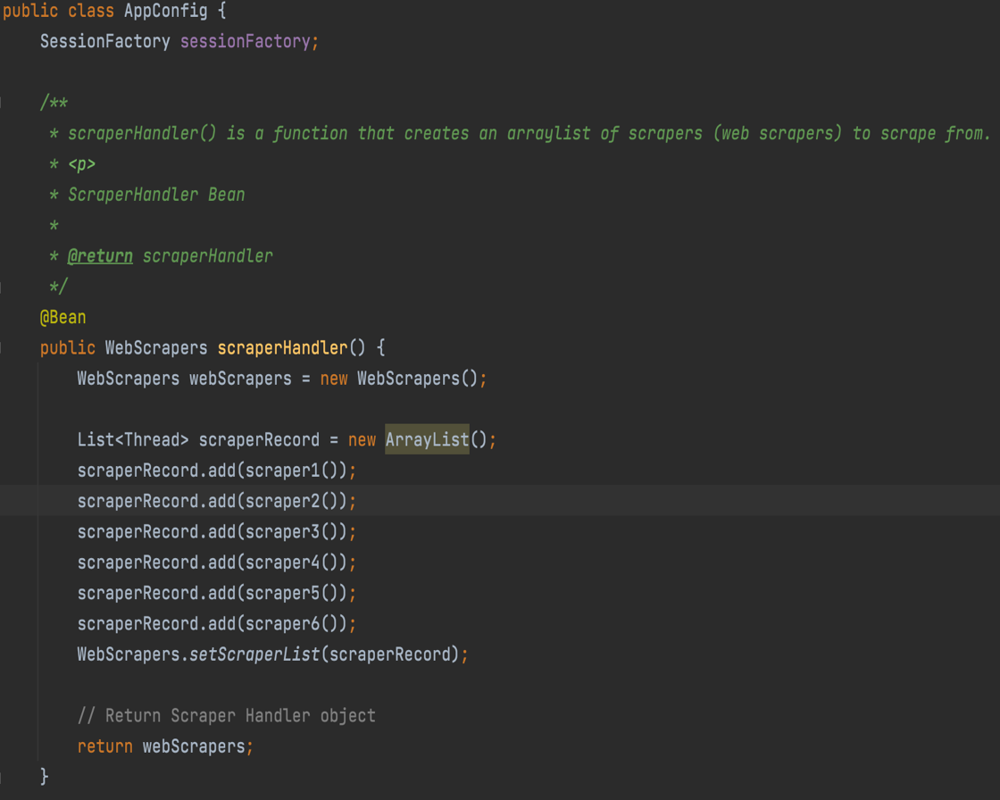 public class AppConfig {
    SessionFactory sessionFactory;
    /**
     * scraperHandler() is a function that creates an arraylist of scrapers (web scrapers) to scrape from.
     * <p>
     * ScraperHandler Bean
     *
     * @return scraperHandler
     */
    @Bean
    public WebScrapers scraperHandler() {
        WebScrapers webScrapers = new WebScrapers();
        List<Thread> scraperRecord = new ArrayList();
        scraperRecord.add(scraper1());
        scraperRecord.add(scraper2());
        scraperRecord.add(scraper3());
        scraperRecord.add(scraper4());
        scraperRecord.add(scraper5());
        scraperRecord.add(scraper6());
        WebScrapers.setScraperList(scraperRecord);
        // Return Scraper Handler object
        return webScrapers;
    }